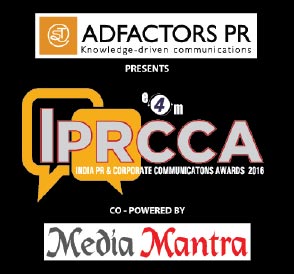 ADFACTORS PR
Knowledge-driven communications
PRESENTS
e4m
IPRCCA
INDIA PR & CORPORATE COMMUNICATONS AWARDS 2016
CO - POWERED BY
Media Mantra